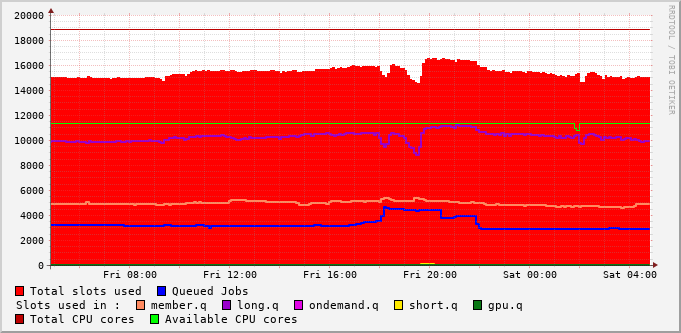 RRDTOOL / TOBI OETIKER
20000
18000
16000
14000
12000
10000
8000
6000
4000
2000
0
Fri 08:00 Fri 12:00 Fri 16:00 Fri 20:00 Sat 00:00 Sat 04:00
Total slots used Queued Jobs
Slots used in : member.q long.q ondemand.q short.q gpu.q
Total CPU cores Available CPU cores